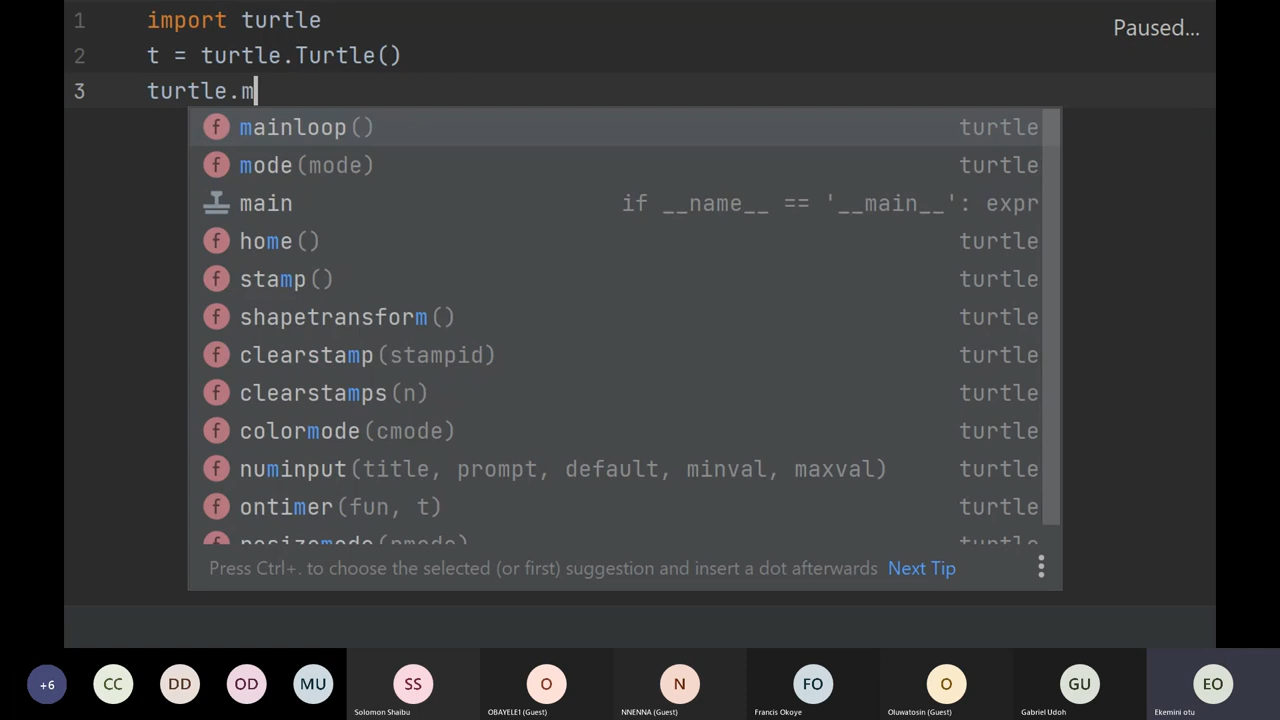 1 import turtle
Paused...
2 t = turtle.Turtle()
3 turtle.m
f mainloop() turtle
f mode(mode) turtle
main if __name__ == '__main__': expr
f home() turtle
f stamp() turtle
f shapetransform() turtle
f clearstamp(stampid) turtle
f clearstamps(n) turtle
f colormode(cmode) turtle
f numinput(title, prompt, default, minval, maxval) turtle
f ontimer(fun, t) turtle
f resizemode(rmode) turtle
Press Ctrl+. to choose the selected (or first) suggestion and insert a dot afterwards Next Tip
+6 CC DD OD MU SS O N FO O GU EO
Solomon Shaibu OBAYELE1 (Guest) NNENNA (Guest) Francis Okoye Oluwatosin (Guest) Gabriel Udoh Ekemini otu